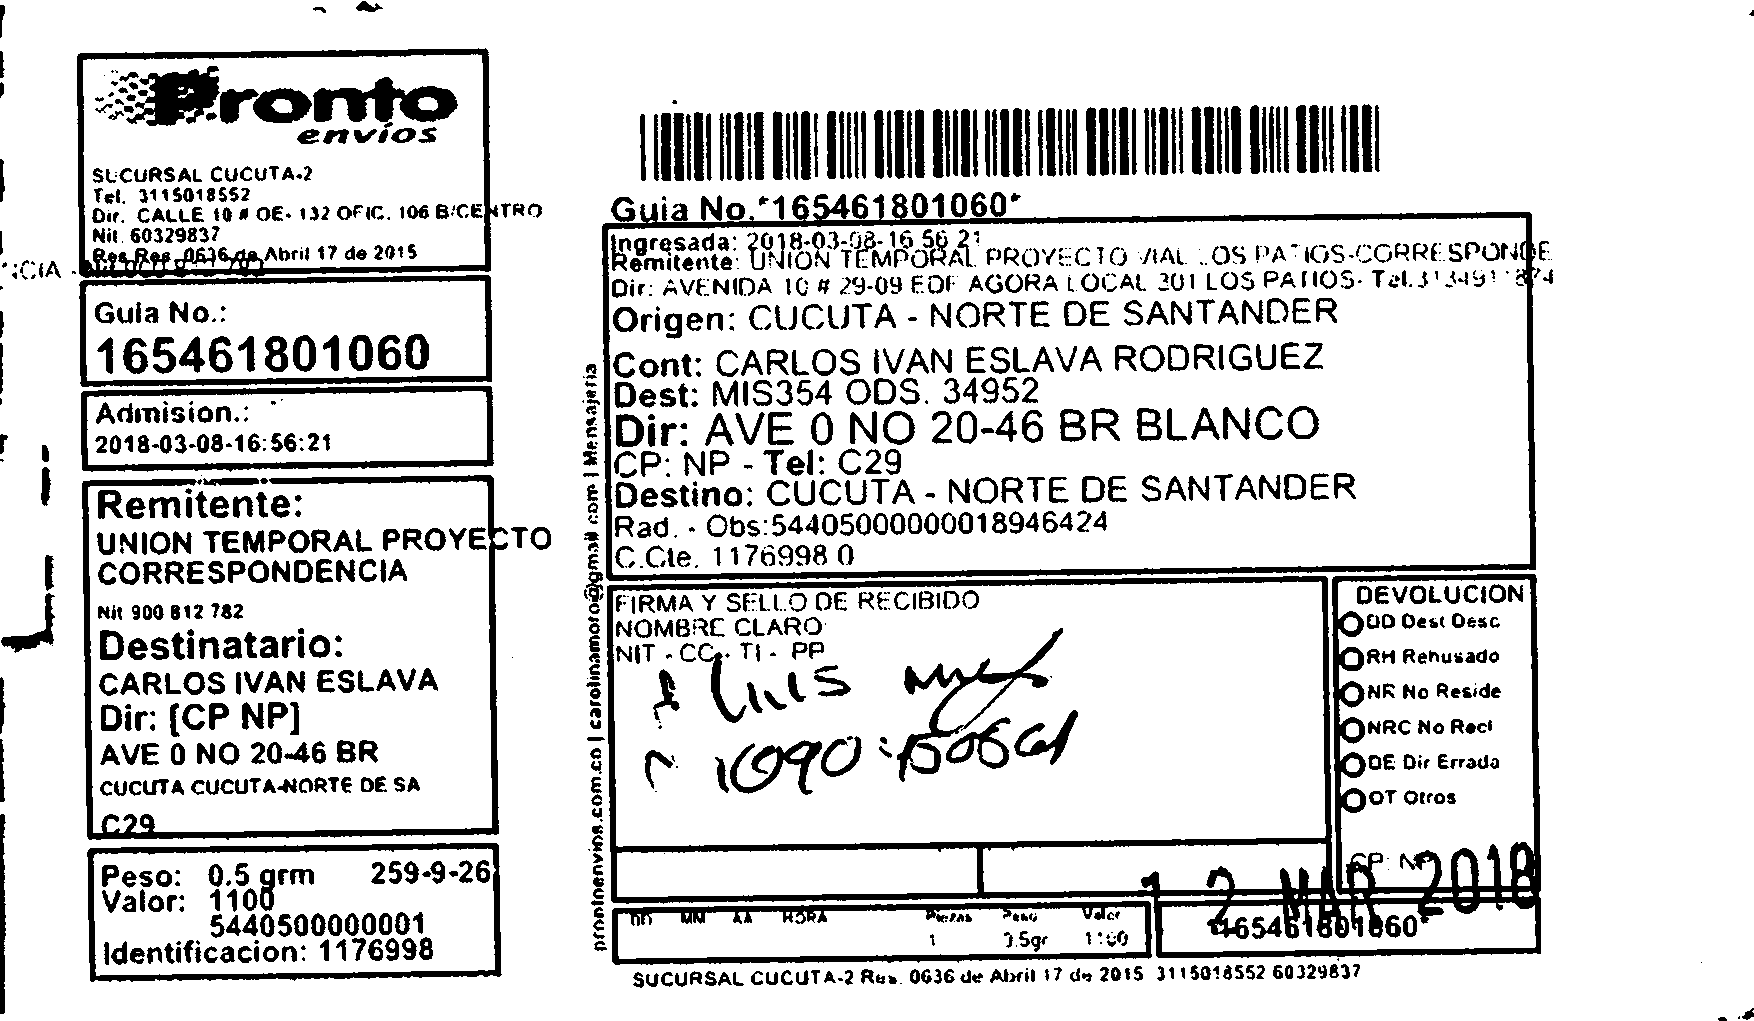 Pronto
envíos
SUCURSAL CUCUTA-2
Tel. 3115018552
Dir. CALLE 10 # OE- 132 OFIC. 106 B/CENTRO
Nit. 60329837
Res Res. 0636 de Abril 17 de 2015
Guia No.:
165461801060
Admision.:
2018-03-08-16:56:21
Remitente:
UNION TEMPORAL PROYECTO
CORRESPONDENCIA
Nit 900 812 782
Destinatario:
CARLOS IVAN ESLAVA
Dir: [CP NP]
AVE 0 NO 20-46 BR
CUCUTA CUCUTA-NORTE DE SA
C29
Peso: 0.5 grm 259-9-26
Valor: 1100
5440500000001
Identificacion: 1176998
Guia No.*165461801060*
Ingresada: 2018-03-08-16:56:21
Remitente: UNION TEMPORAL PROYECTO VIAL LOS PATIOS-CORRESPONDE
Dir: AVENIDA 10 # 29-09 EDF AGORA LOCAL 301 LOS PATIOS- Tel.3134911874
Origen: CUCUTA - NORTE DE SANTANDER
Cont: CARLOS IVAN ESLAVA RODRIGUEZ
Dest: MIS354 ODS. 34952
Dir: AVE 0 NO 20-46 BR BLANCO
CP: NP - Tel: C29
Destino: CUCUTA - NORTE DE SANTANDER
Rad. - Obs:54405000000018946424
C.Cte. 1176998 0
prontoenvios.com.co | carolinamoro@gmail.com | Mensajeria
FIRMA Y SELLO DE RECIBIDO
NOMBRE CLARO
NIT - CC - TI - PP
Luis
1090
DEVOLUCION
DD Dest Desc
RH Rehusado
NR No Reside
NRC No Recl
DE Dir Errada
OT Otros
CP: NP
12 MAR 2018
DD MM AA HORA Piezas Peso Valor
1 0.5gr 1100
*165461801060*
SUCURSAL CUCUTA-2 Res. 0636 de Abril 17 de 2015 3115018552 60329837